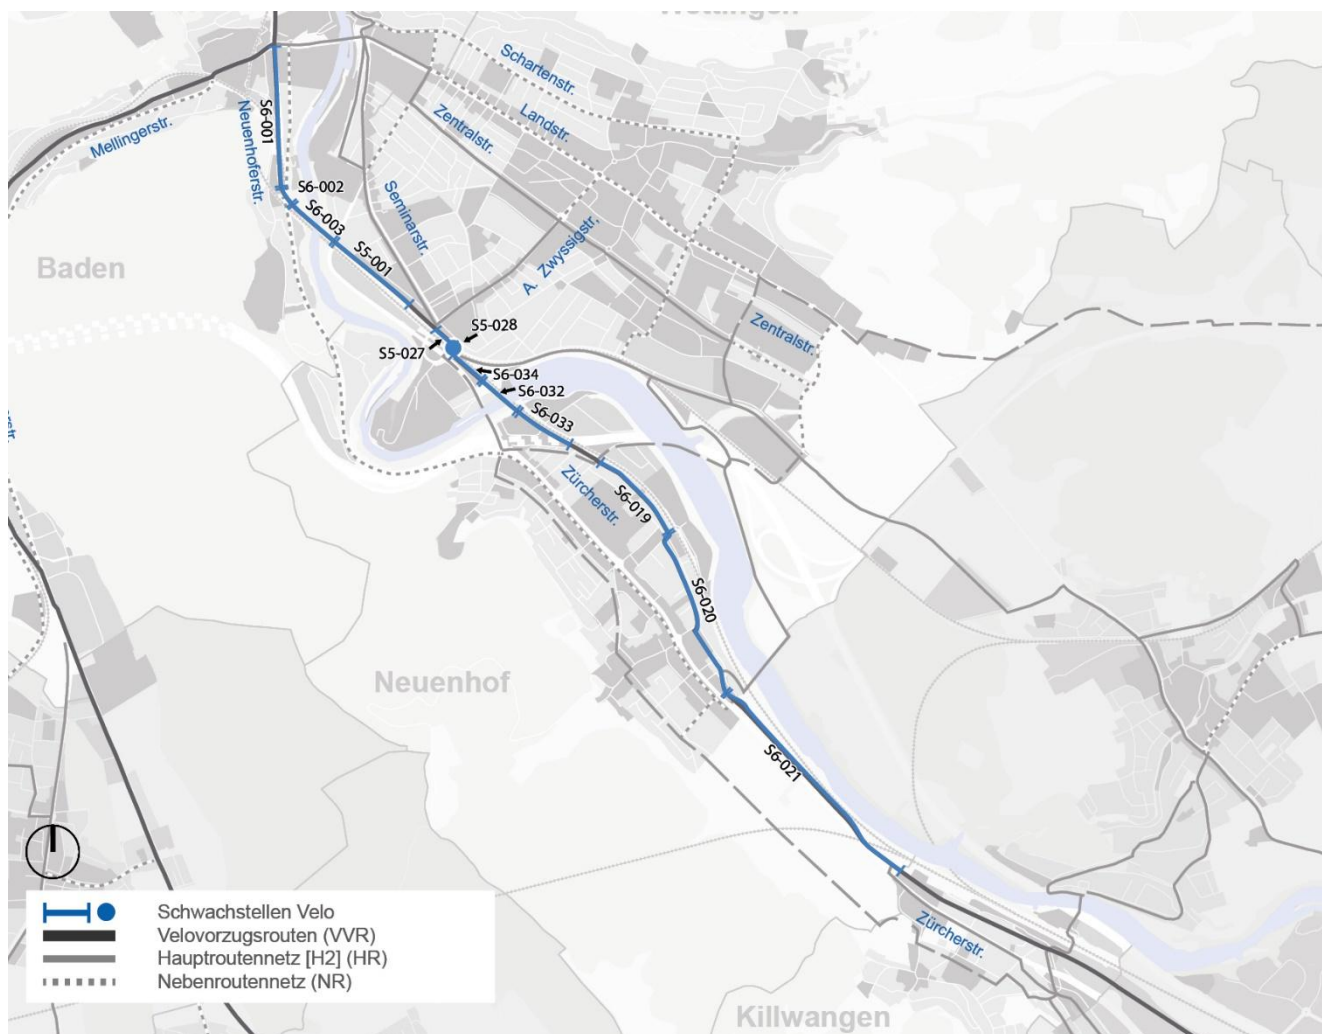 Wettingen
Schartenstr.
Landstr.
Zentralstr.
Mellingerstr.
Neuenhoferstr.
S6-001
S6-002
S6-003
S5-001
Seminarstr.
A. Zwyssigstr,
Baden
S5-028
S5-027
Zentralstr.
S6-034
S6-032
S6-033
Zürcherstr.
S6-019
S6-020
Neuenhof
S6-021
Zürcherstr.
Killwangen
Schwachstellen Velo
Velovorzugsrouten (VVR)
Hauptroutennetz [H2] (HR)
Nebenroutennetz (NR)